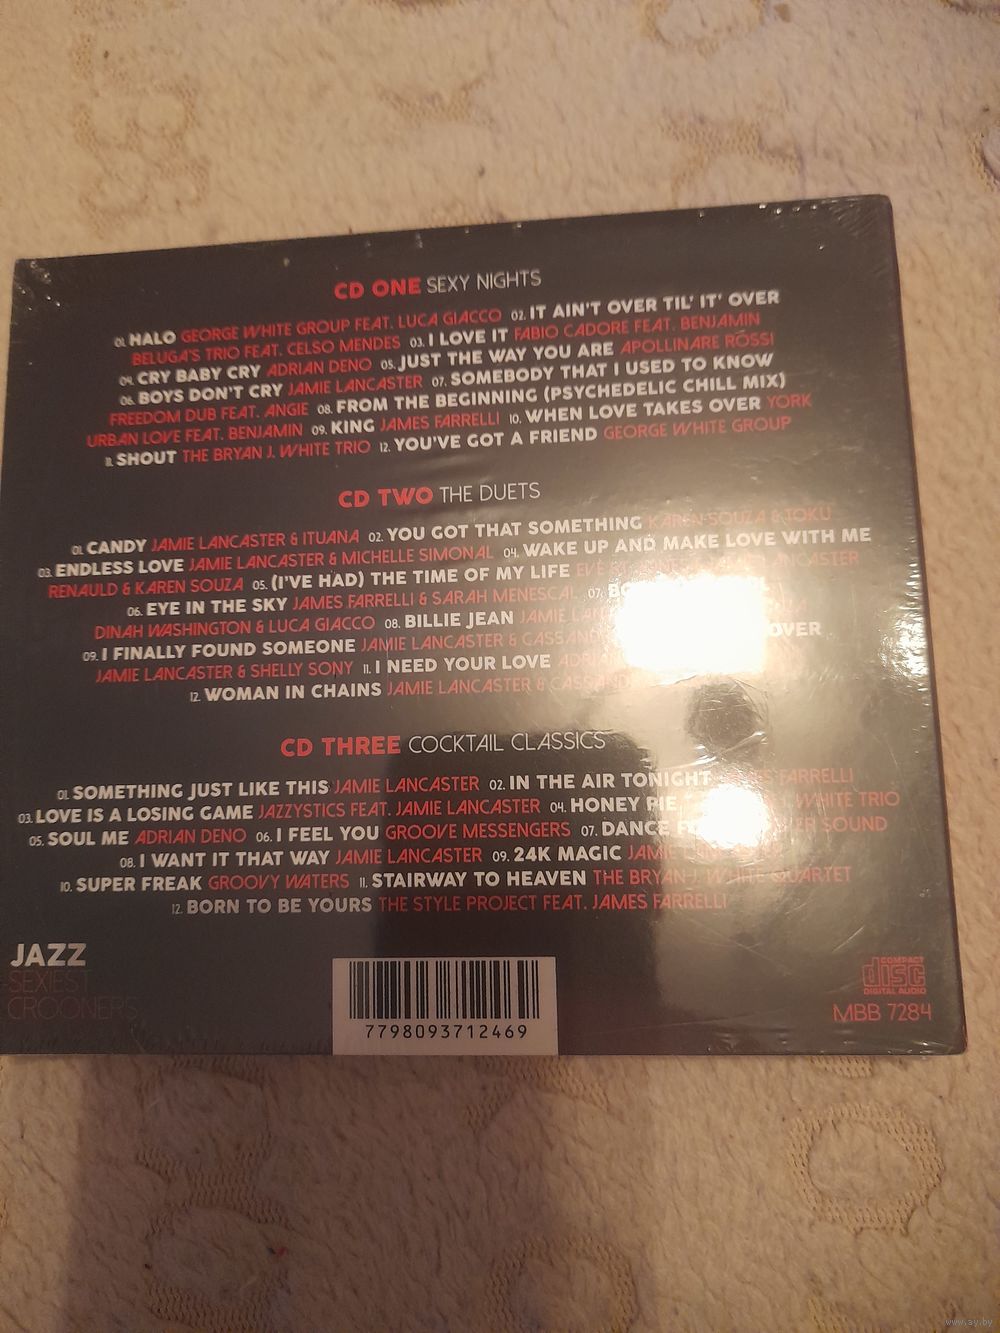 CD ONE SEXY NIGHTS
01. HALO GEORGE WHITE GROUP FEAT. LUCA GIACCO 02. IT AIN'T OVER TIL' IT' OVER
BELUGA'S TRIO FEAT. CELSO MENDES 03. I LOVE IT FABIO CADORE FEAT. BENJAMIN
04. CRY BABY CRY ADRIAN DENO 05. JUST THE WAY YOU ARE APOLLINARE ROSSI
06. BOYS DON'T CRY JAMIE LANCASTER 07. SOMEBODY THAT I USED TO KNOW
FREEDOM DUB FEAT. ANGIE 08. FROM THE BEGINNING (PSYCHEDELIC CHILL MIX)
URBAN LOVE FEAT. BENJAMIN 09. KING JAMES FARRELLI 10. WHEN LOVE TAKES OVER YORK
11. SHOUT THE BRYAN J. WHITE TRIO 12. YOU'VE GOT A FRIEND GEORGE WHITE GROUP
CD TWO THE DUETS
01. CANDY JAMIE LANCASTER & ITUANA 02. YOU GOT THAT SOMETHING KAREN SOUZA & TOKU
03. ENDLESS LOVE JAMIE LANCASTER & MICHELLE SIMONAL 04. WAKE UP AND MAKE LOVE WITH ME
RENAULD & KAREN SOUZA 05. (I'VE HAD) THE TIME OF MY LIFE LANCASTER
06. EYE IN THE SKY JAMES FARRELLI & SARAH MENESCAL 07.
DINAH WASHINGTON & LUCA GIACCO 08. BILLIE JEAN JAMIE
09. I FINALLY FOUND SOMEONE JAMIE LANCASTER & OVER
JAMIE LANCASTER & SHELLY SONY 11. I NEED YOUR LOVE
12. WOMAN IN CHAINS JAMIE LANCASTER &
CD THREE COCKTAIL CLASSICS
01. SOMETHING JUST LIKE THIS JAMIE LANCASTER 02. IN THE AIR TONIGHT FARRELLI
03. LOVE IS A LOSING GAME JAZZYSTICS FEAT. JAMIE LANCASTER 04. HONEY PIE J. WHITE TRIO
05. SOUL ME ADRIAN DENO 06. I FEEL YOU GROOVE MESSENGERS 07. DANCE SOUND
08. I WANT IT THAT WAY JAMIE LANCASTER 09. 24K MAGIC JAMIE
10. SUPER FREAK GROOVY WATERS 11. STAIRWAY TO HEAVEN THE BRYAN J. WHITE QUARTET
12. BORN TO BE YOURS THE STYLE PROJECT FEAT. JAMES FARRELLI
JAZZ
SEXIEST
CROONERS
7798093712469
COMPACT
disc
DIGITAL AUDIO
MBB 7284
www.ay.by